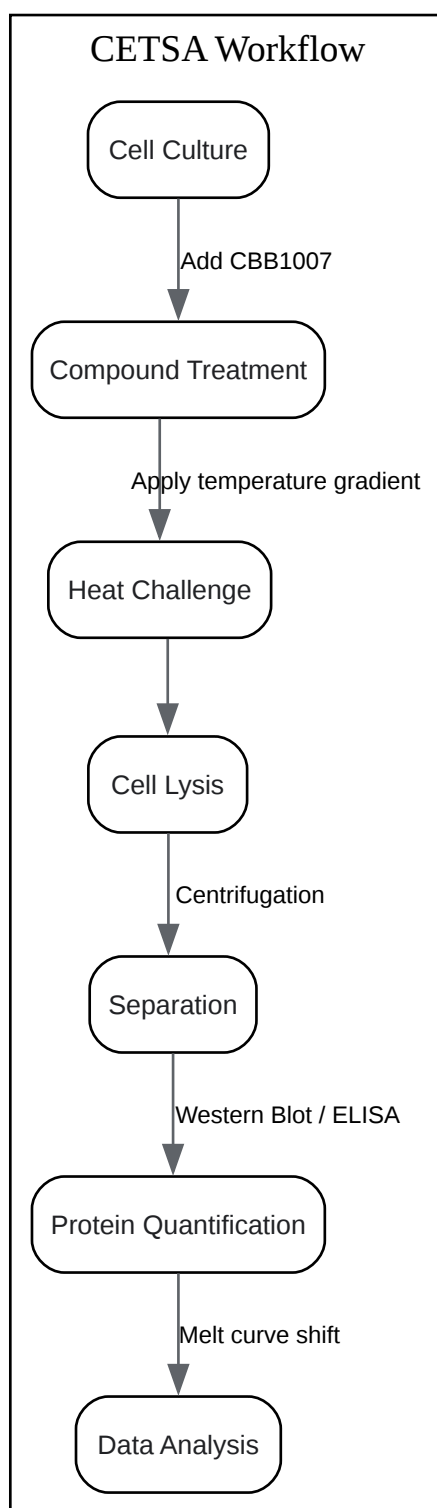 CETSA Workflow
Cell Culture
Add CBB1007
Compound Treatment
Apply temperature gradient
Heat Challenge
Cell Lysis
Centrifugation
Separation
Western Blot / ELISA
Protein Quantification
Melt curve shift
Data Analysis